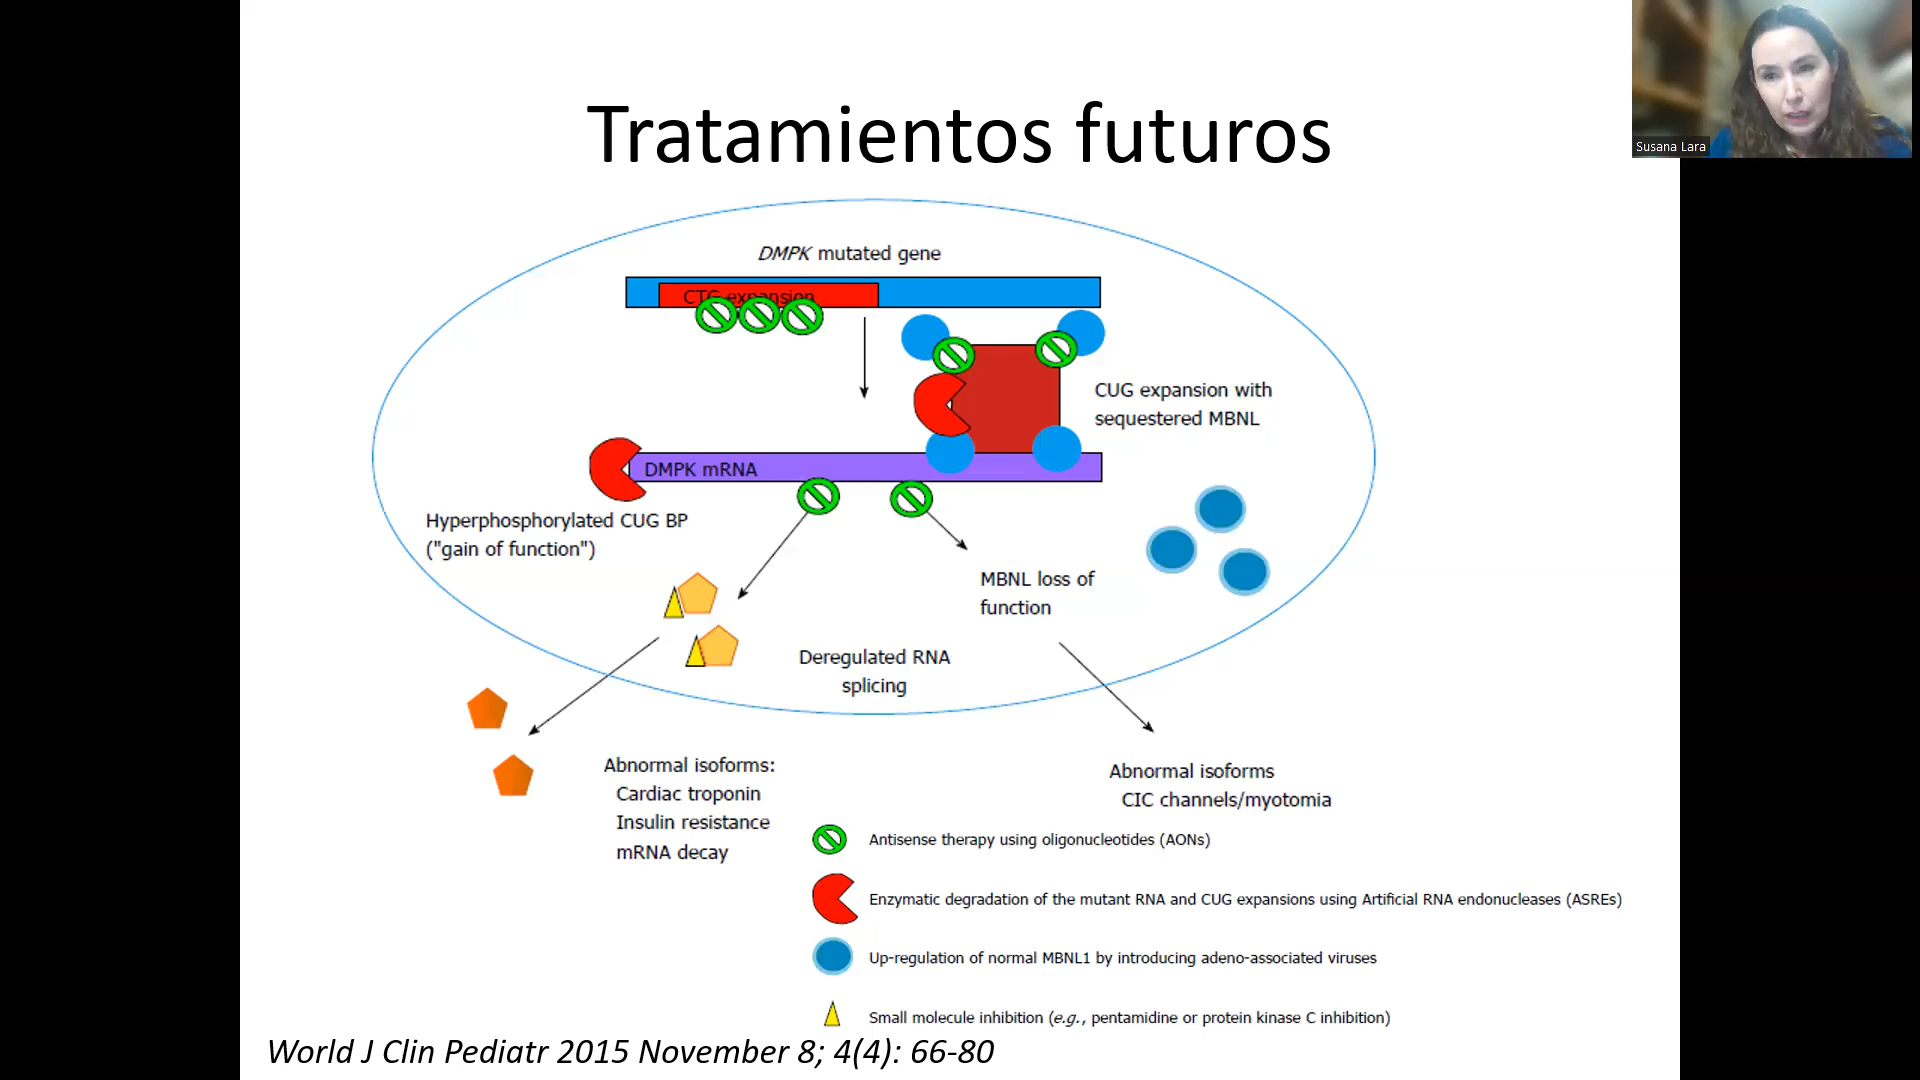 Susana Lara
Tratamientos futuros
DMPK mutated gene
CTG expansion
CUG expansion with
sequestered MBNL
DMPK mRNA
Hyperphosphorylated CUG BP
("gain of function")
MBNL loss of
function
Deregulated RNA
splicing
Abnormal isoforms:
Cardiac troponin
Insulin resistance
mRNA decay
Abnormal isoforms
CIC channels/myotomia
Antisense therapy using oligonucleotides (AONs)
Enzymatic degradation of the mutant RNA and CUG expansions using Artificial RNA endonucleases (ASREs)
Up-regulation of normal MBNL1 by introducing adeno-associated viruses
Small molecule inhibition (e.g., pentamidine or protein kinase C inhibition)
World J Clin Pediatr 2015 November 8; 4(4): 66-80